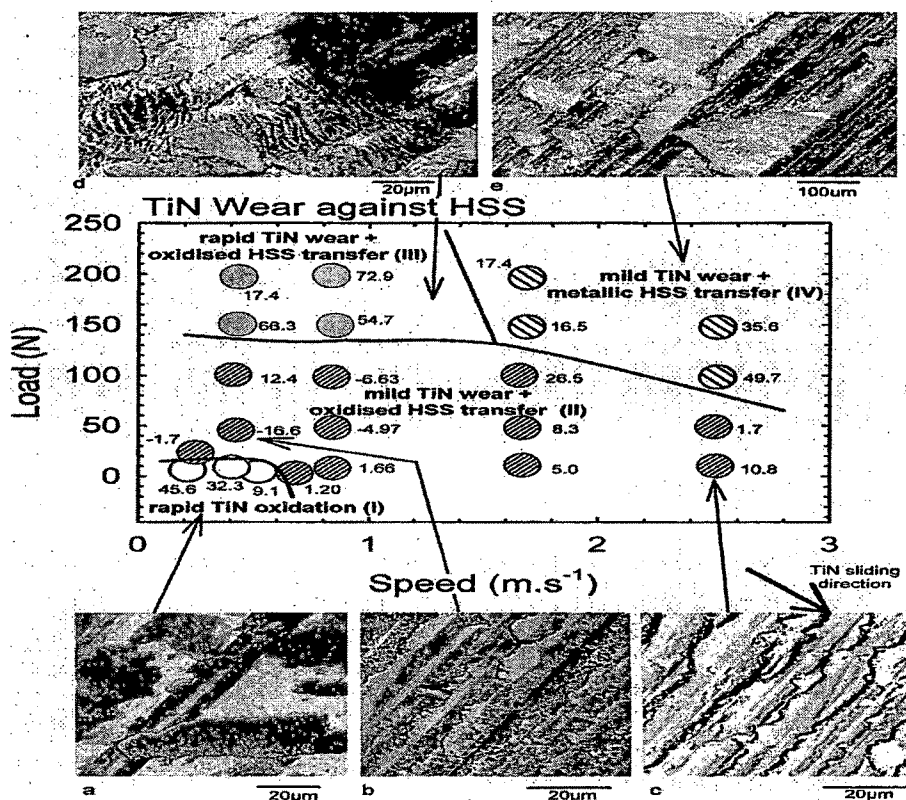 d
20µm
e
100um
TiN Wear against HSS
250
200
150
100
50
0
Load (N)
rapid TiN wear +
oxidised HSS transfer (III)
17.4
72.9
66.3
54.7
17.4
mild TiN wear +
metallic HSS transfer (IV)
16.5
35.6
12.4
-6.63
26.5
49.7
mild TiN wear +
oxidised HSS transfer (II)
-1.7
-16.6
-4.97
8.3
1.7
45.6
32.3
9.1
1.20
1.66
5.0
10.8
rapid TiN oxidation (I)
0
1
2
3
Speed (m.s-1)
TiN sliding
direction
a
20µm
b
20µm
c
20µm